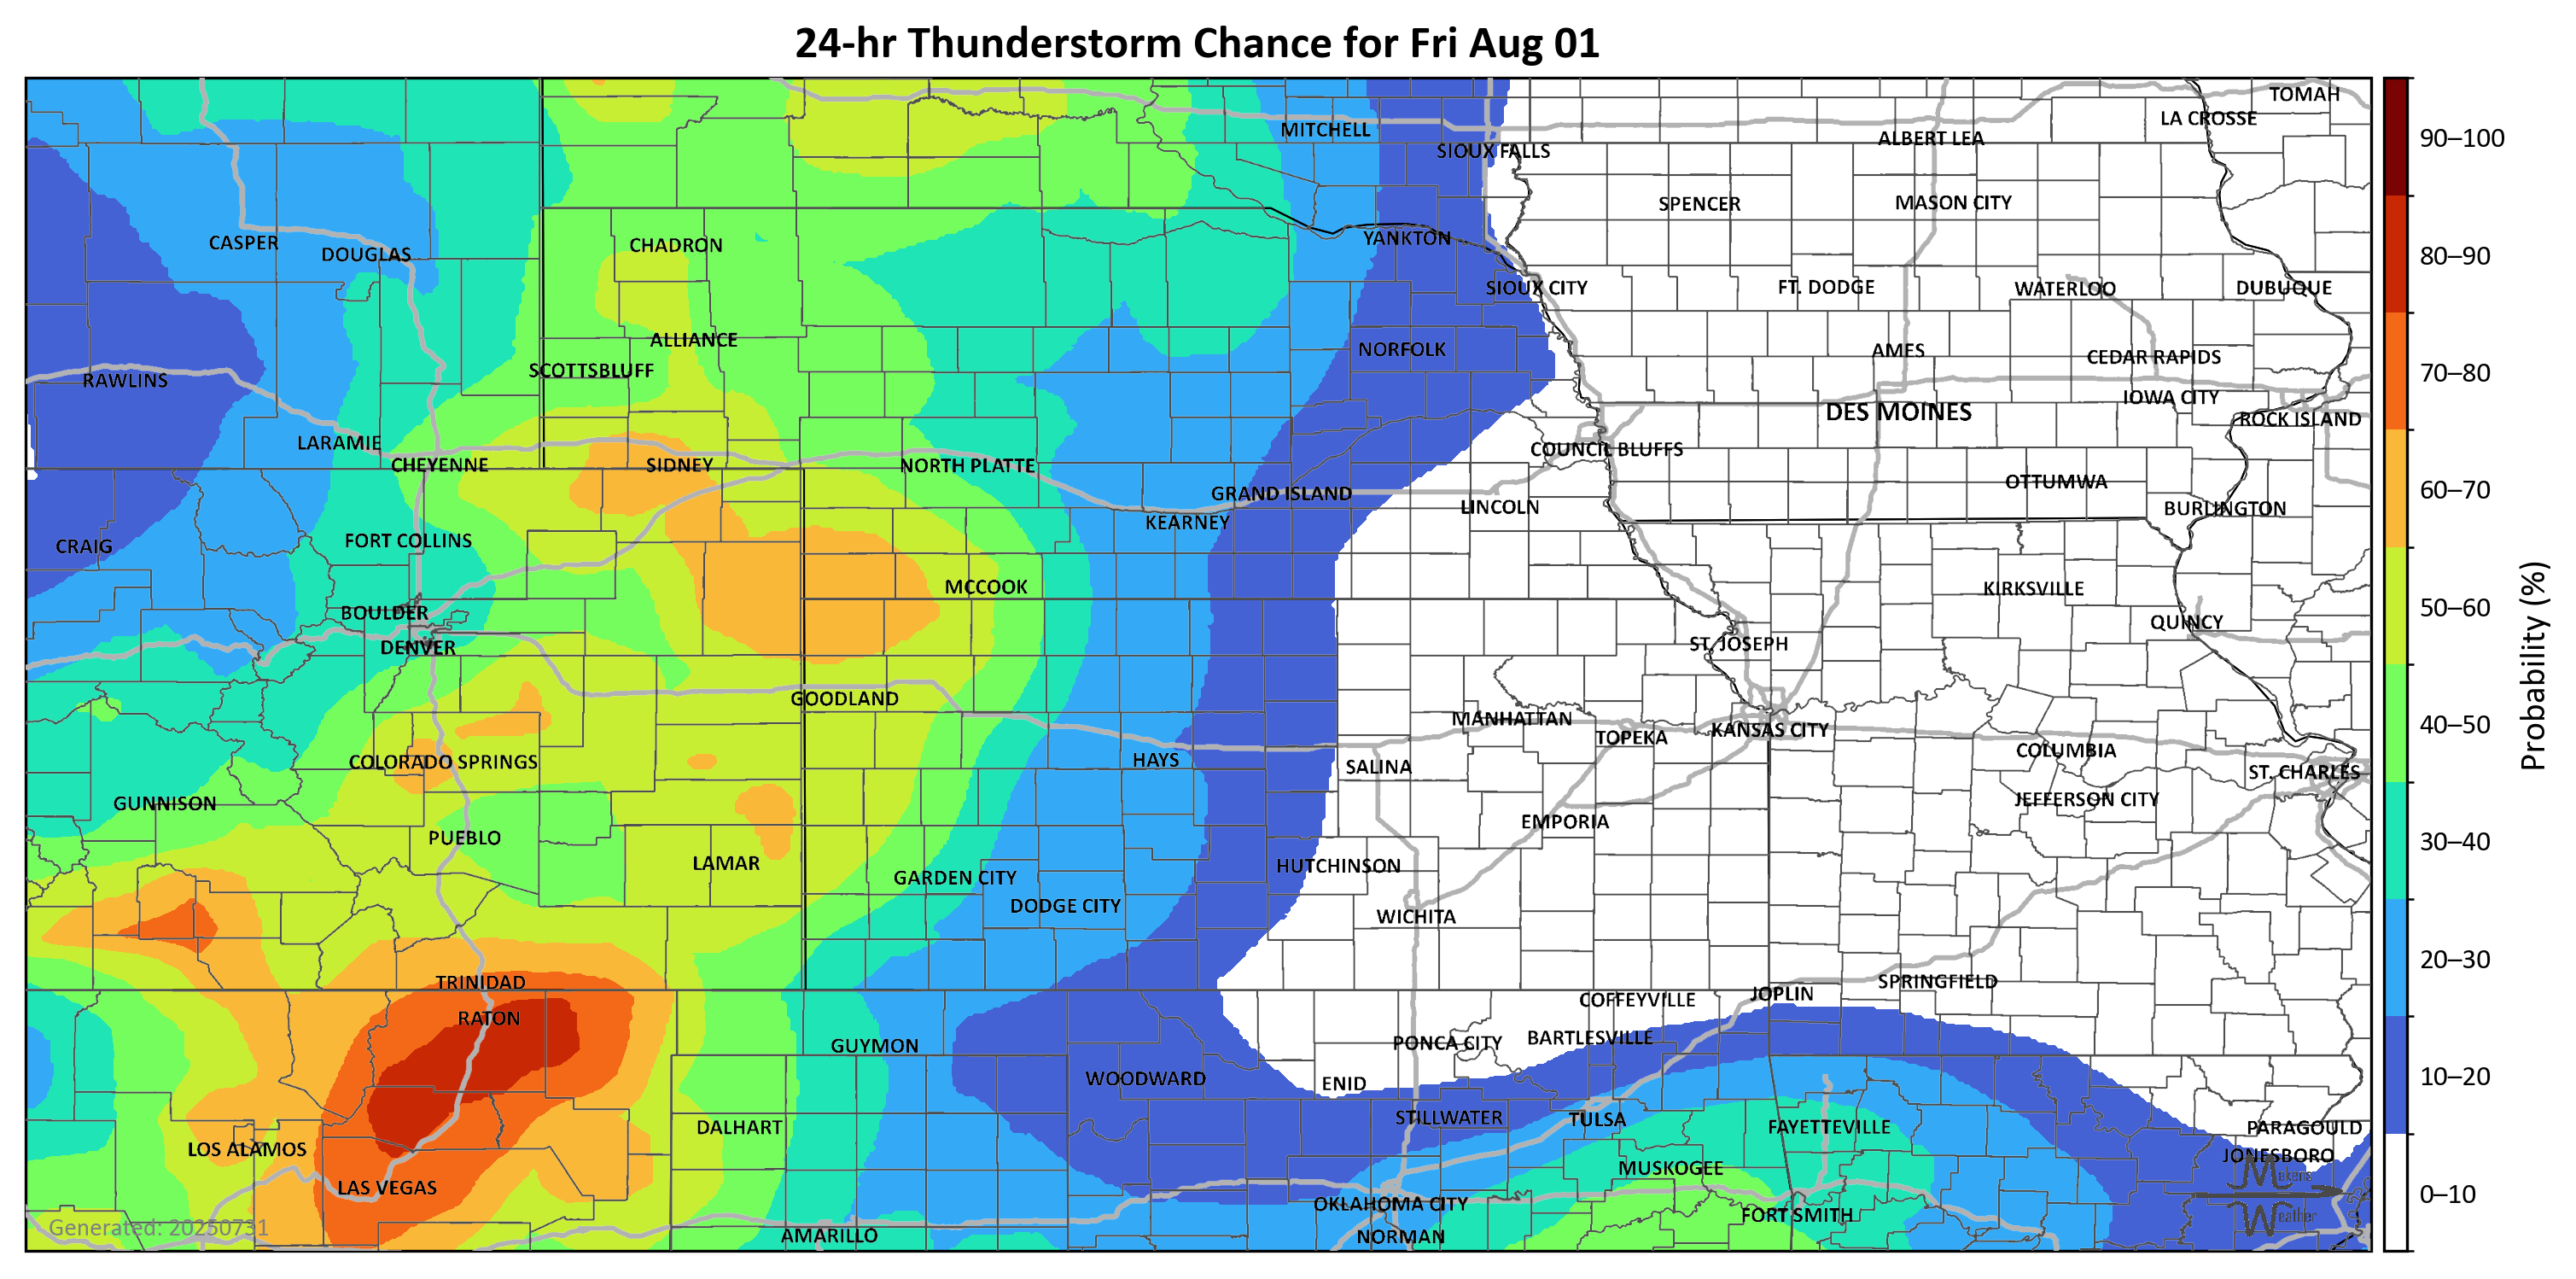 24-hr Thunderstorm Chance for Fri Aug 01
TOMAH
LA CROSSE
MITCHELL
ALBERT LEA
SIOUX FALLS
SPENCER
MASON CITY
CASPER
DOUGLAS
CHADRON
YANKTON
SIOUX CITY
FT. DODGE
WATERLOO
DUBUQUE
ALLIANCE
NORFOLK
AMES
CEDAR RAPIDS
RAWLINS
SCOTTSBLUFF
IOWA CITY
DES MOINES
ROCK ISLAND
LARAMIE
COUNCIL BLUFFS
CHEYENNE
SIDNEY
NORTH PLATTE
GRAND ISLAND
LINCOLN
OTTUMWA
BURLINGTON
KEARNEY
CRAIG
FORT COLLINS
MCCOOK
KIRKSVILLE
BOULDER
QUINCY
DENVER
ST. JOSEPH
GOODLAND
MANHATTAN
TOPEKA
KANSAS CITY
COLUMBIA
COLORADO SPRINGS
HAYS
SALINA
ST. CHARLES
GUNNISON
JEFFERSON CITY
EMPORIA
PUEBLO
LAMAR
HUTCHINSON
GARDEN CITY
DODGE CITY
WICHITA
TRINIDAD
SPRINGFIELD
JOPLIN
COFFEYVILLE
RATON
GUYMON
PONCA CITY
BARTLESVILLE
WOODWARD
ENID
STILLWATER
TULSA
DALHART
FAYETTEVILLE
PARAGOULD
LOS ALAMOS
JONESBORO
MUSKOGEE
LAS VEGAS
OKLAHOMA CITY
FORT SMITH
AMARILLO
NORMAN
Generated: 20250731
Mekens
Weather
90–100
80–90
70–80
60–70
50–60
40–50
30–40
20–30
10–20
0–10
Probability (%)